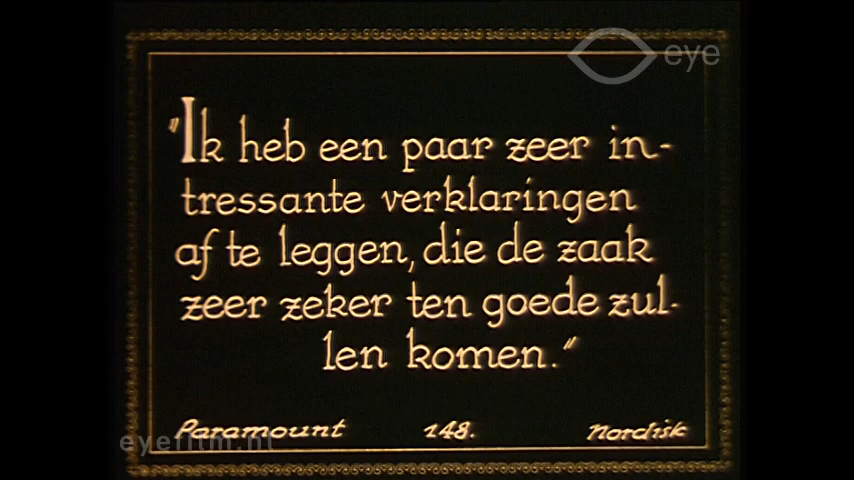 eye
"Ik heb een paar zeer in-
tressante verklaringen
af te leggen, die de zaak
zeer zeker ten goede zul-
len komen."
Paramount 148. Nordisk
eyefilm.nl